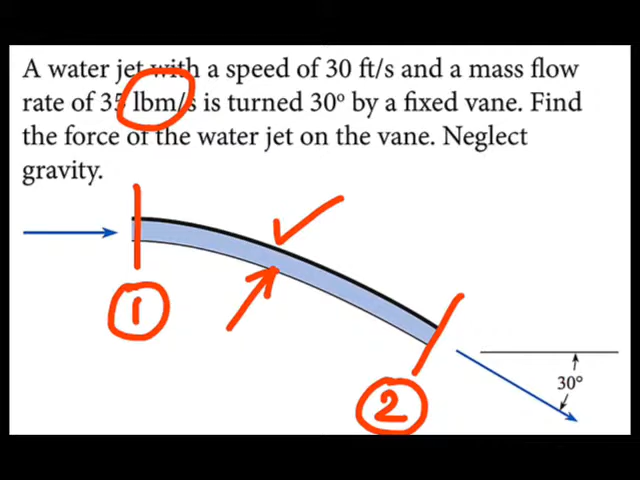 A water jet with a speed of 30 ft/s and a mass flow
rate of 35 lbm/s is turned 30° by a fixed vane. Find
the force of the water jet on the vane. Neglect
gravity.
1
30°
2